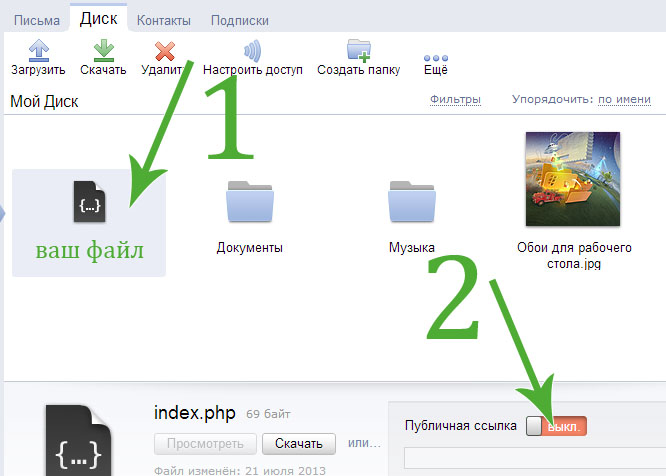 Письма Диск Контакты Подписки
Загрузить Скачать Удалить Настроить доступ Создать папку Ещё
Мой Диск Фильтры Упорядочить: по имени
1
{...}
ваш файл Документы Музыка Обои для рабочего
стола.jpg
2
index.php 69 байт Публичная ссылка выкл.
{...} Просмотреть Скачать или...
Файл изменён: 21 июля 2013